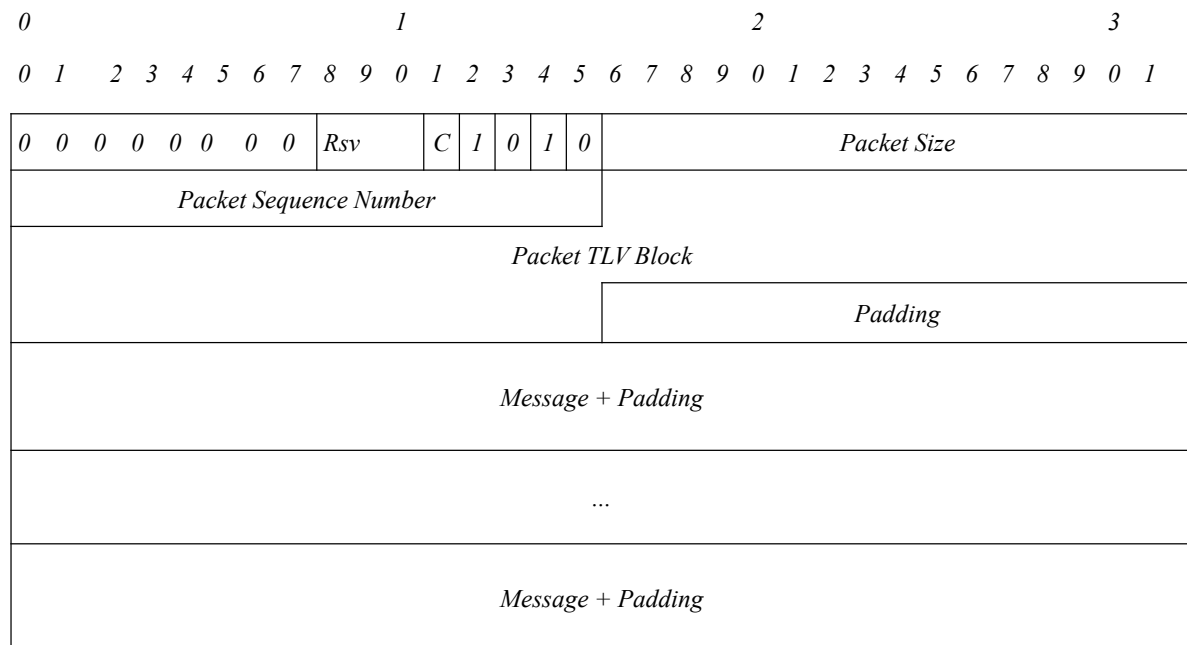 0 1 2 3
0 1 2 3 4 5 6 7 8 9 0 1 2 3 4 5 6 7 8 9 0 1 2 3 4 5 6 7 8 9 0 1
0 0 0 0 0 0 0 0 Rsv C 1 0 1 0 Packet Size
Packet Sequence Number
Packet TLV Block
Padding
Message + Padding
...
Message + Padding